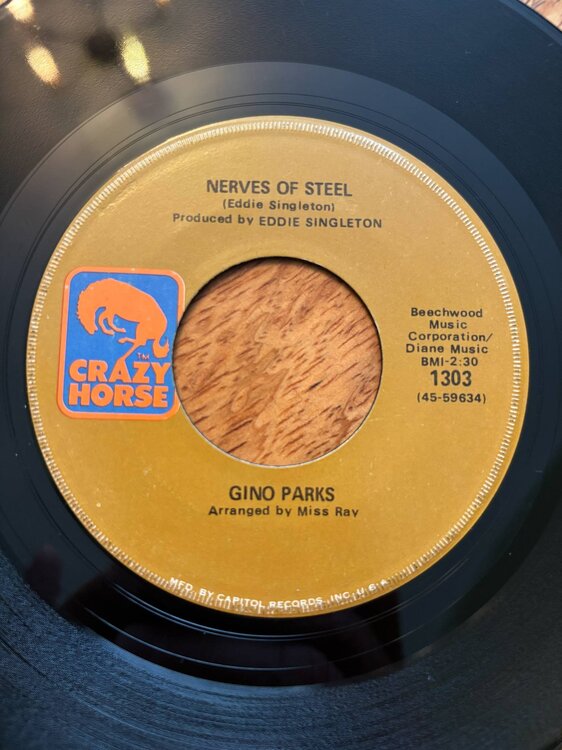 NERVES OF STEEL
(Eddie Singleton)
Produced by EDDIE SINGLETON
TM
CRAZY
HORSE
Beechwood
Music
Corporation/
Diane Music
BMI-2:30
1303
(45-59634)
GINO PARKS
Arranged by Miss Ray
MFD. BY CAPITOL RECORDS, INC. U.S.A.